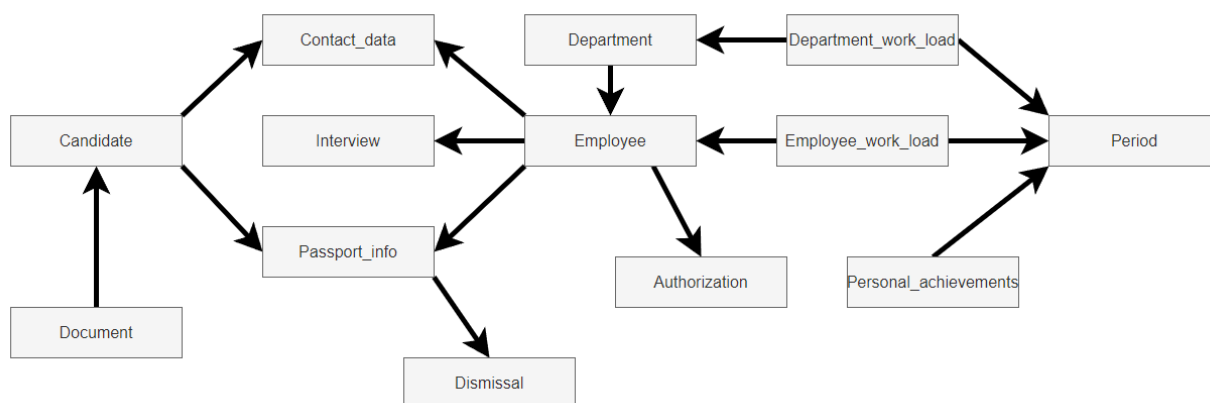 Contact_data
Department
Department_work_load
Candidate
Interview
Employee
Employee_work_load
Period
Passport_info
Authorization
Personal_achievements
Document
Dismissal